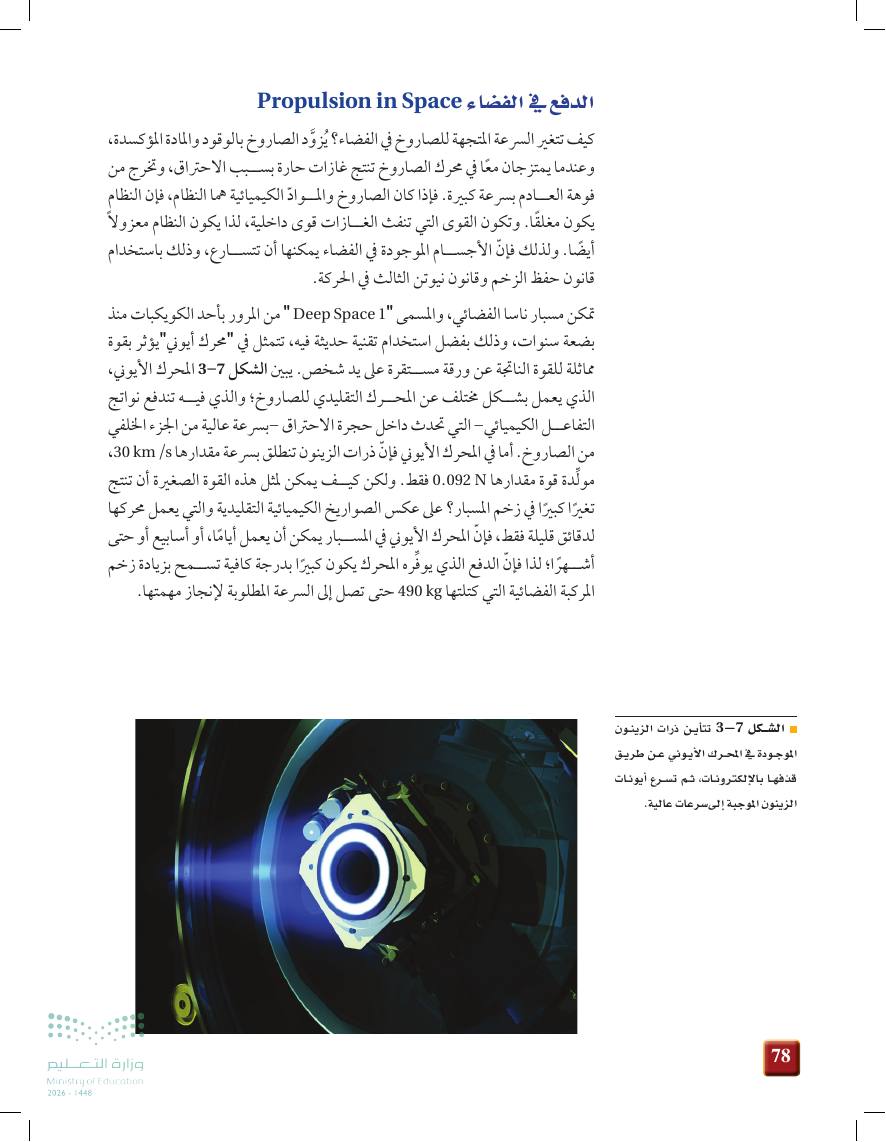 الدفع في الفضاء Propulsion in Space
كيف تتغير السرعة المتجهة للصاروخ في الفضاء؟ يُزوَّد الصاروخ بالوقود والمادة المؤكسدة،
وعندما يمتزجان معًا في محرك الصاروخ تنتج غازات حارة بسبب الاحتراق، وتخرج من
فوهة العادم بسرعة كبيرة. فإذا كان الصاروخ والموادّ الكيميائية هما النظام، فإن النظام
يكون مغلقًا. وتكون القوى التي تنفث الغازات قوى داخلية، لذا يكون النظام معزولاً
أيضًا. ولذلك فإنّ الأجسام الموجودة في الفضاء يمكنها أن تتسارع، وذلك باستخدام
قانون حفظ الزخم وقانون نيوتن الثالث في الحركة.
تمكن مسبار ناسا الفضائي، والمسمى "Deep Space 1 " من المرور بأحد الكويكبات منذ
بضعة سنوات، وذلك بفضل استخدام تقنية حديثة فيه، تتمثل في "محرك أيوني"يؤثر بقوة
مماثلة للقوة الناتجة عن ورقة مستقرة على يد شخص. يبين الشكل 7–3 المحرك الأيوني،
الذي يعمل بشكل مختلف عن المحرك التقليدي للصاروخ؛ والذي فيه تندفع نواتج
التفاعل الكيميائي– التي تحدث داخل حجرة الاحتراق –بسرعة عالية من الجزء الخلفي
من الصاروخ. أما في المحرك الأيوني فإنّ ذرات الزينون تنطلق بسرعة مقدارها 30 km /s،
مولِّدة قوة مقدارها 0.092 N فقط. ولكن كيف يمكن لمثل هذه القوة الصغيرة أن تنتج
تغيرًا كبيرًا في زخم المسبار؟ على عكس الصواريخ الكيميائية التقليدية والتي يعمل محركها
لدقائق قليلة فقط، فإنّ المحرك الأيوني في المسبار يمكن أن يعمل أيامًا، أو أسابيع أو حتى
أشهرًا؛ لذا فإنّ الدفع الذي يوفِّره المحرك يكون كبيرًا بدرجة كافية تسمح بزيادة زخم
المركبة الفضائية التي كتلتها 490 kg حتى تصل إلى السرعة المطلوبة لإنجاز مهمتها.
الشكل 7–3 تتأين ذرات الزينون
الموجودة في المحرك الأيوني عن طريق
قذفها بالإلكترونات، ثم تسرع أيونات
الزينون الموجبة إلى سرعات عالية.
وزارة التعليم
Ministry of Education
2026 - 1448
78